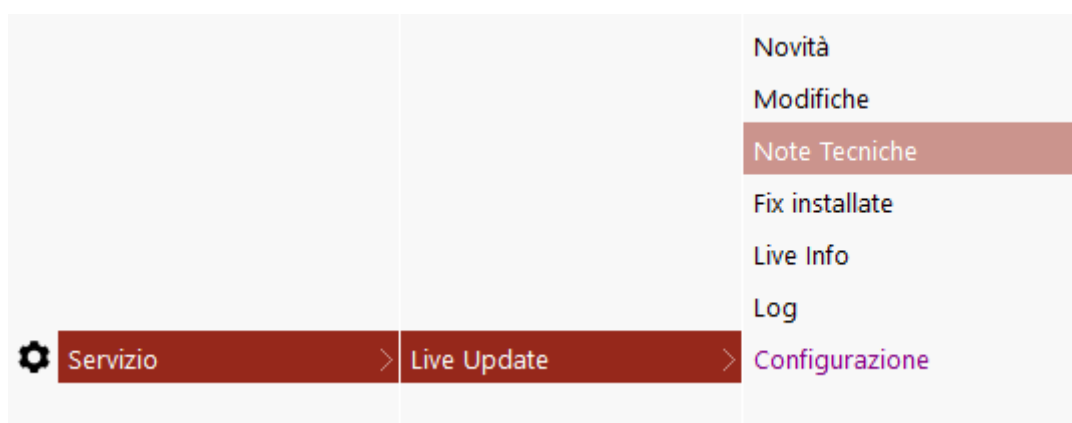 Novità
Modifiche
Note Tecniche
Fix installate
Live Info
Log
Servizio
Live Update
Configurazione